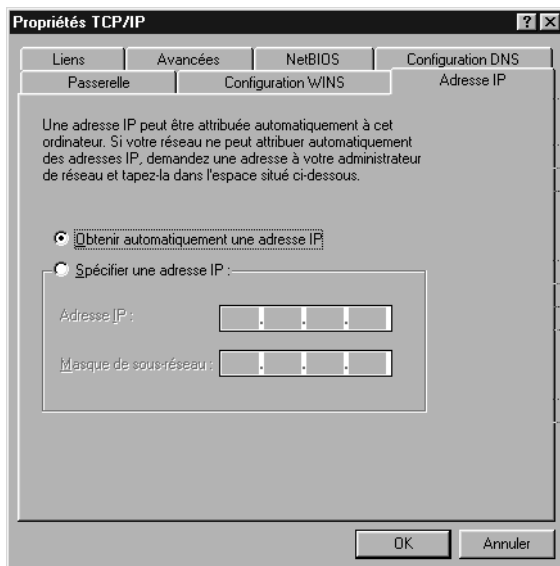 Propriétés TCP/IP
Liens
Avancées
NetBIOS
Configuration DNS
Passerelle
Configuration WINS
Adresse IP
Une adresse IP peut être attribuée automatiquement à cet
ordinateur. Si votre réseau ne peut attribuer automatiquement
des adresses IP, demandez une adresse à votre administrateur
de réseau et tapez-la dans l'espace situé ci-dessous.
Obtenir automatiquement une adresse IP
Spécifier une adresse IP :
Adresse IP :
Masque de sous-réseau :
OK
Annuler